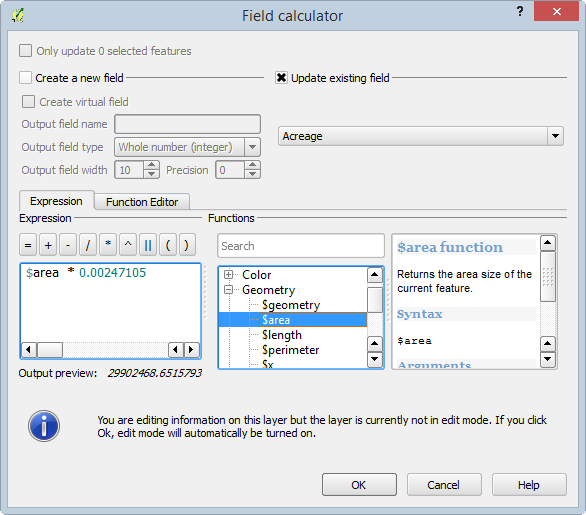 Field calculator
?
Only update 0 selected features
Create a new field
Update existing field
Create virtual field
Output field name
Acreage
Output field type Whole number (integer)
Output field width 10 Precision 0
Expression Function Editor
Expression
Functions
= + - / * ^ || ( )
Search
$area * 0.00247105
Color
Geometry
$geometry
$area
$length
$perimeter
$x
$area function
Returns the area size of the
current feature.
Syntax
$area
Arguments
Output preview: 29902468.6515793
You are editing information on this layer but the layer is currently not in edit mode. If you click
Ok, edit mode will automatically be turned on.
OK Cancel Help